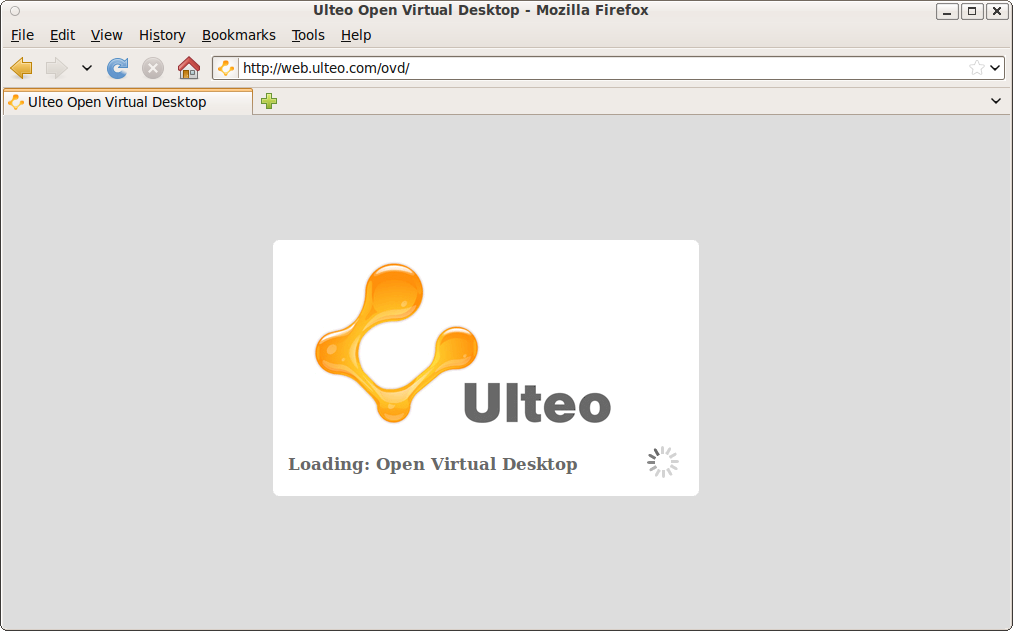 Ulteo Open Virtual Desktop - Mozilla Firefox
File Edit View History Bookmarks Tools Help
http://web.ulteo.com/ovd/
Ulteo Open Virtual Desktop
Ulteo
Loading: Open Virtual Desktop